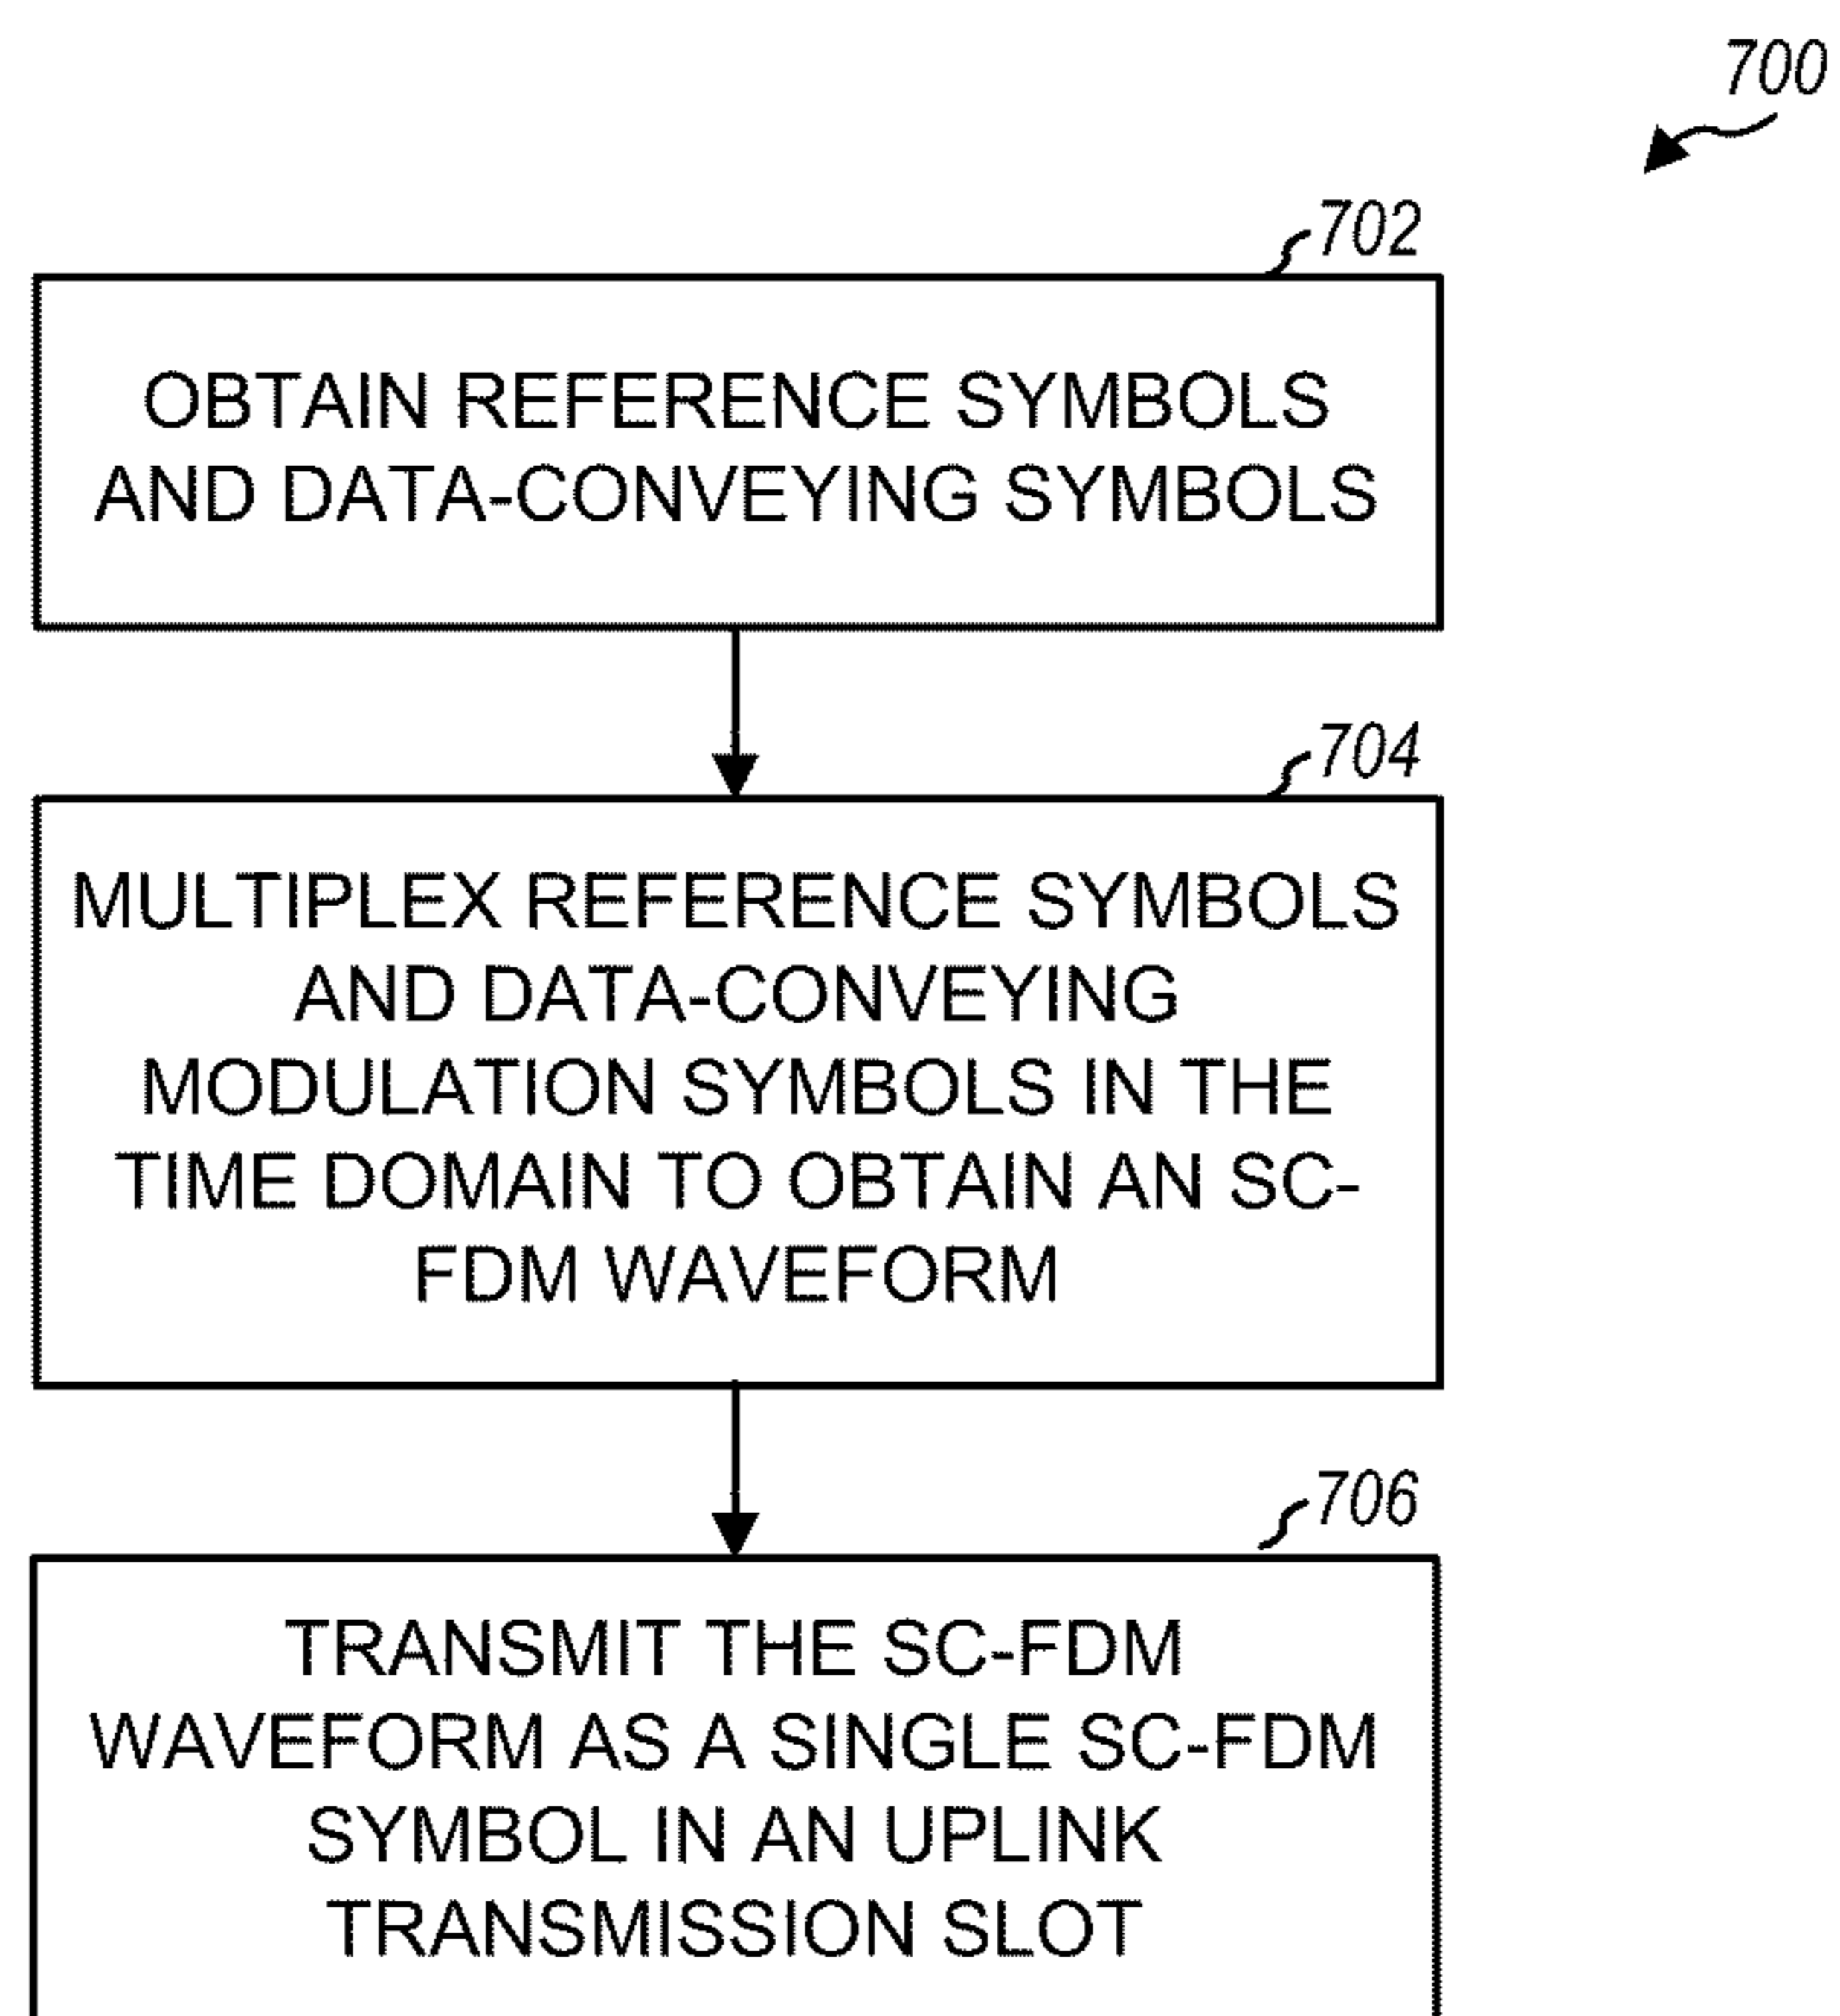 700
702
OBTAIN REFERENCE SYMBOLS
AND DATA-CONVEYING SYMBOLS
704
MULTIPLEX REFERENCE SYMBOLS
AND DATA-CONVEYING
MODULATION SYMBOLS IN THE
TIME DOMAIN TO OBTAIN AN SC-
FDM WAVEFORM
706
TRANSMIT THE SC-FDM
WAVEFORM AS A SINGLE SC-FDM
SYMBOL IN AN UPLINK
TRANSMISSION SLOT